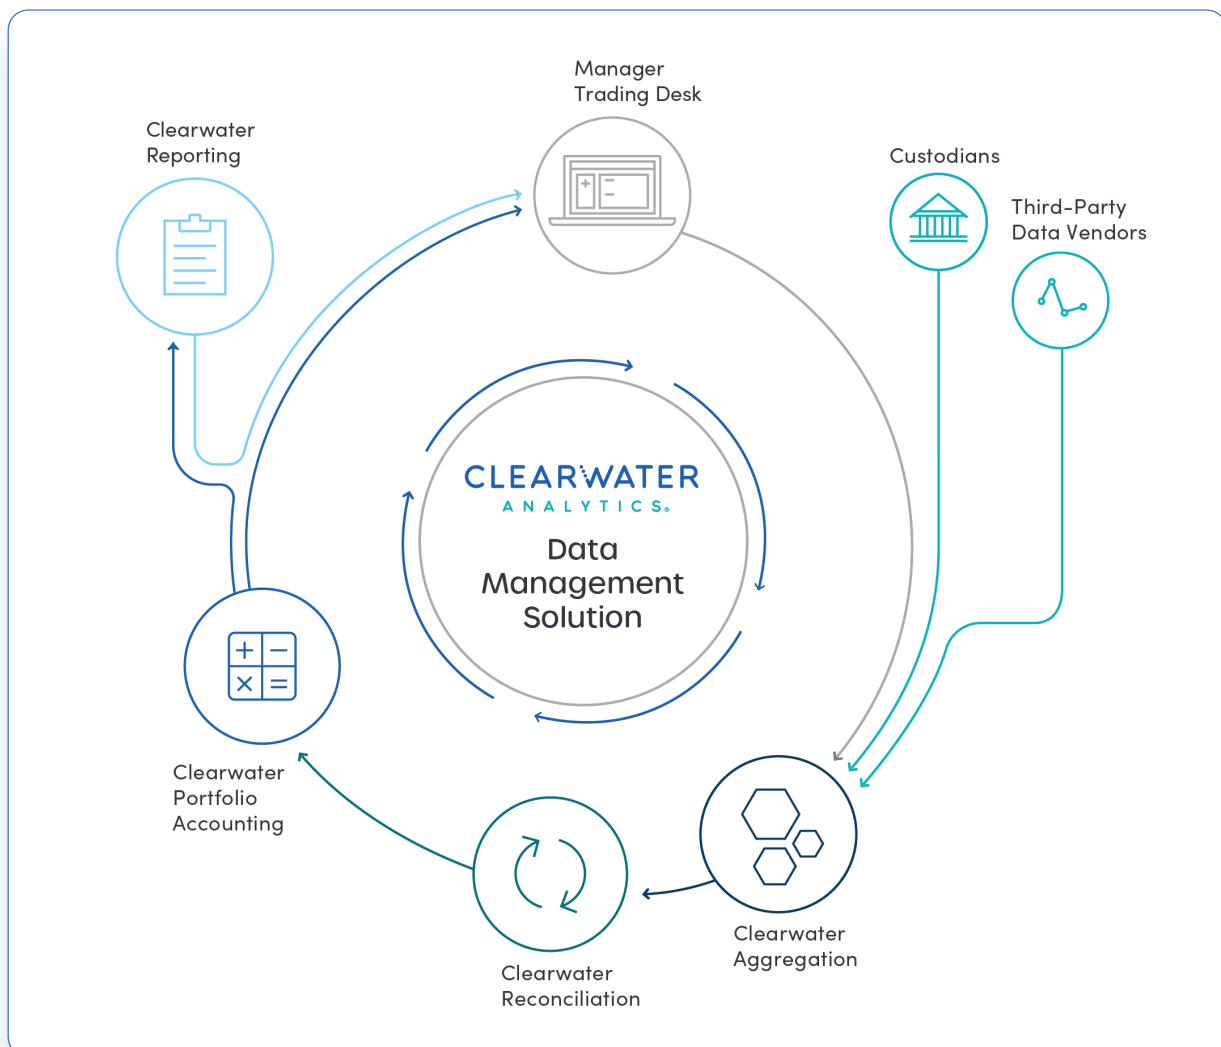 Manager
Trading Desk
Clearwater
Reporting
Custodians
Third-Party
Data Vendors
CLEARWATER
ANALYTICS®
Data
Management
Solution
Clearwater
Portfolio
Accounting
Clearwater
Aggregation
Clearwater
Reconciliation